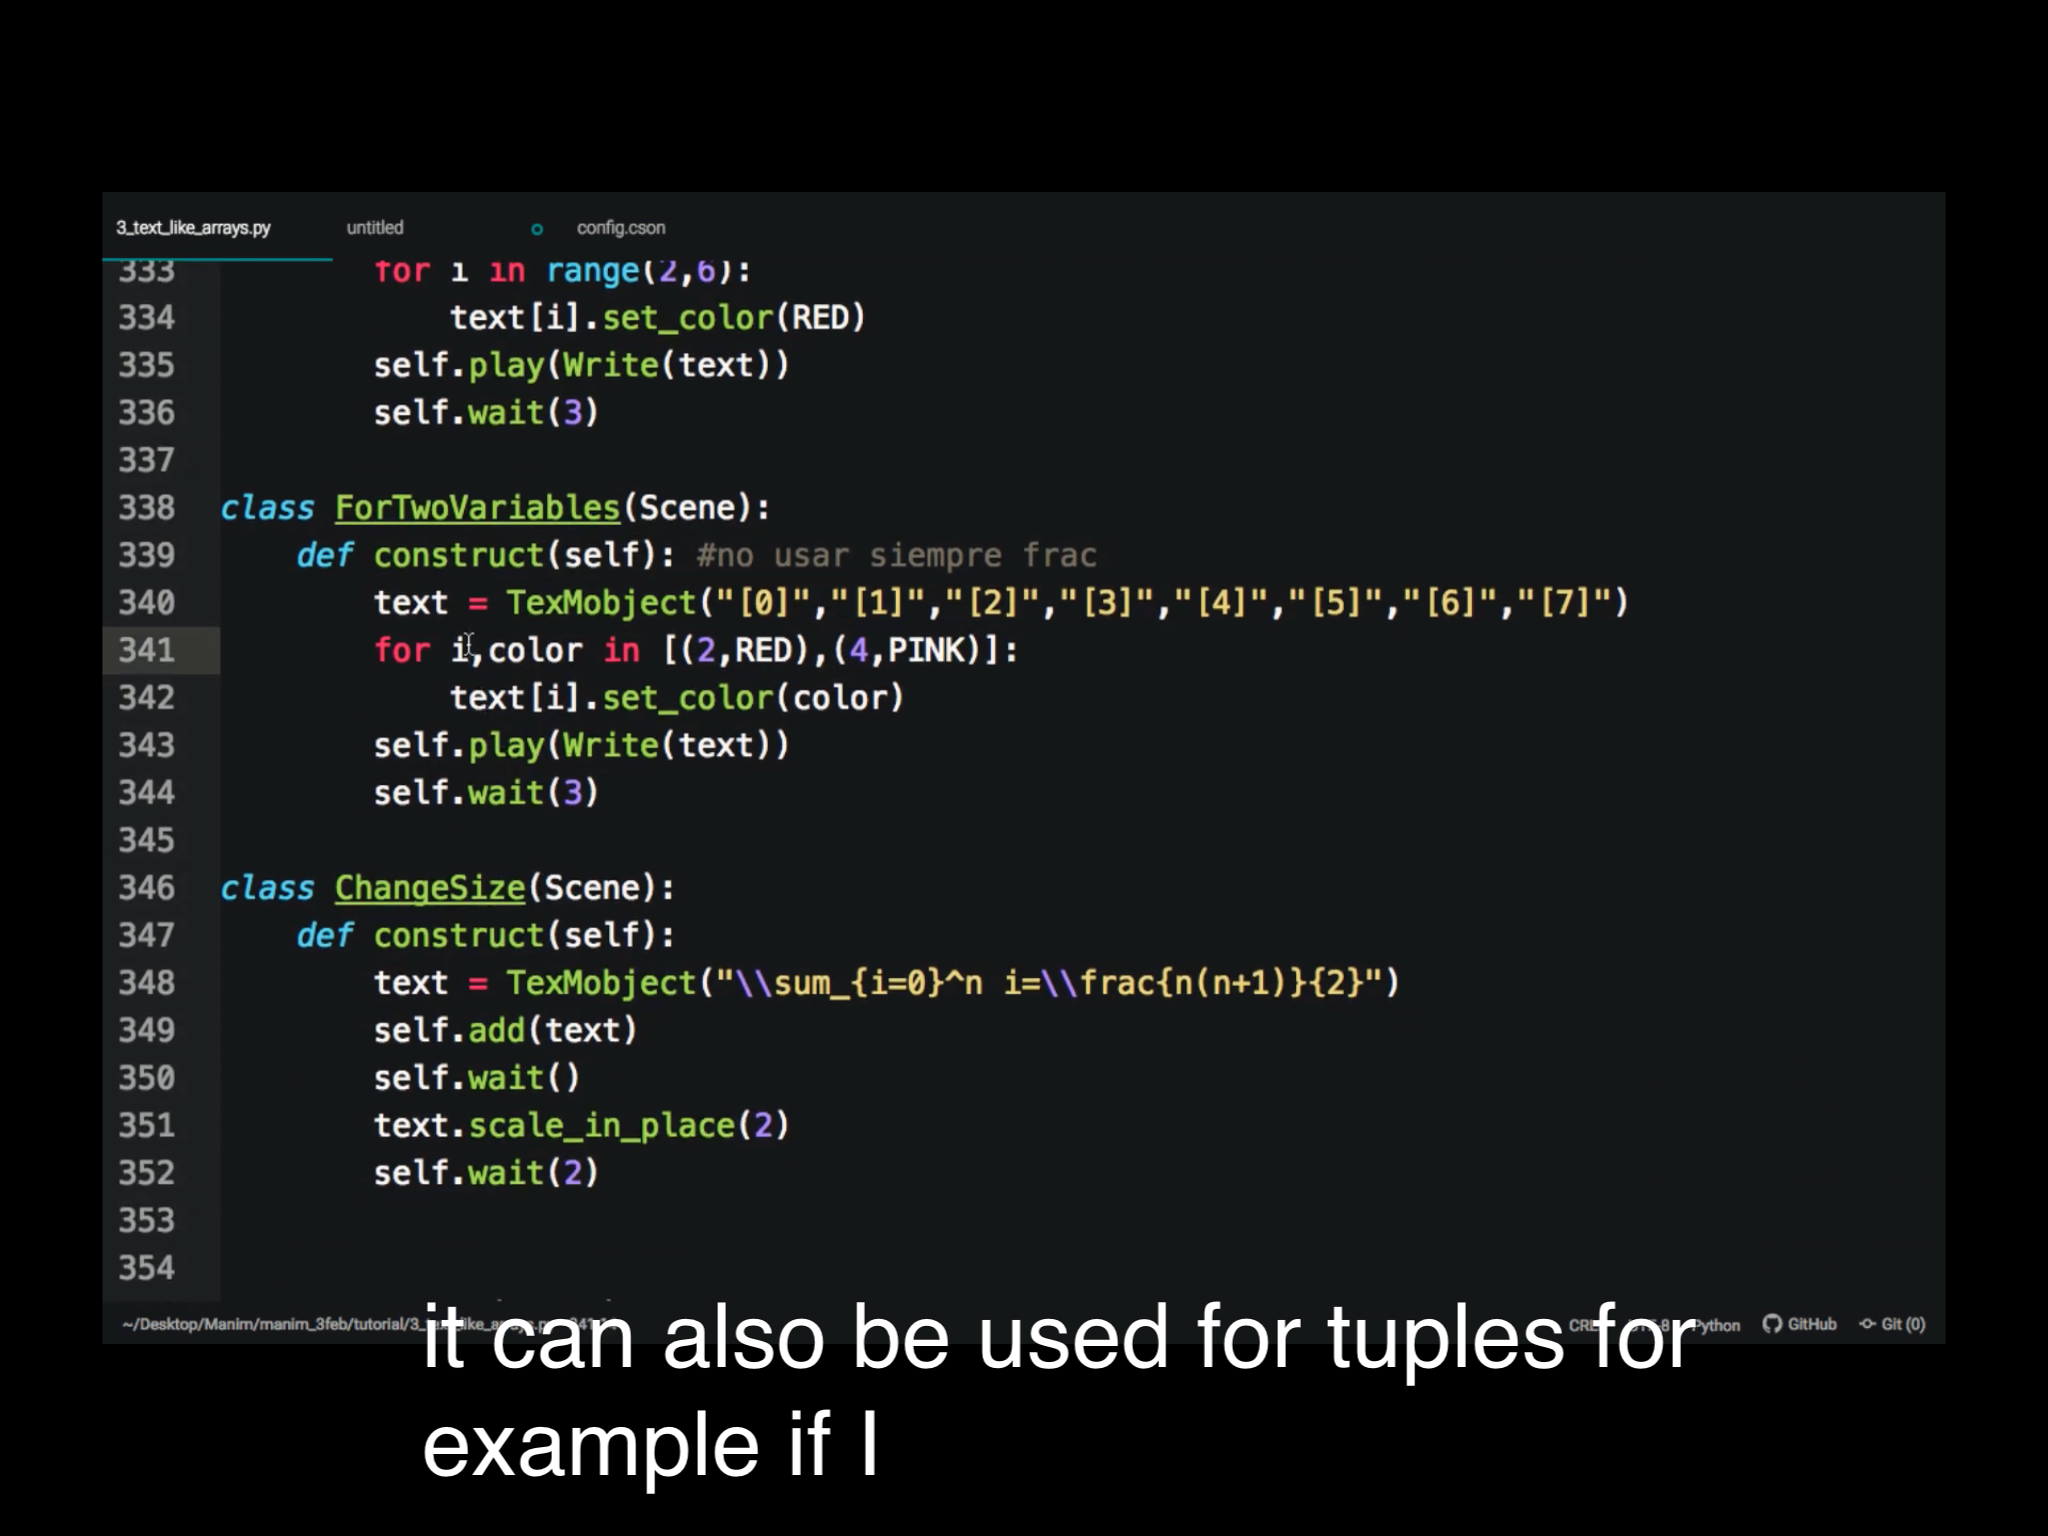 3_text_like_arrays.py untitled config.cson
333 for i in range(2,6):
334 text[i].set_color(RED)
335 self.play(Write(text))
336 self.wait(3)
337
338 class ForTwoVariables(Scene):
339 def construct(self): #no usar siempre frac
340 text = TexMobject("[0]","[1]","[2]","[3]","[4]","[5]","[6]","[7]")
341 for i,color in [(2,RED),(4,PINK)]:
342 text[i].set_color(color)
343 self.play(Write(text))
344 self.wait(3)
345
346 class ChangeSize(Scene):
347 def construct(self):
348 text = TexMobject("\\sum_{i=0}^n i=\\frac{n(n+1)}{2}")
349 self.add(text)
350 self.wait()
351 text.scale_in_place(2)
352 self.wait(2)
353
354
~/Desktop/Manim/manim_3feb/tutorial/ Python GitHub Git (0)
it can also be used for tuples for
example if I